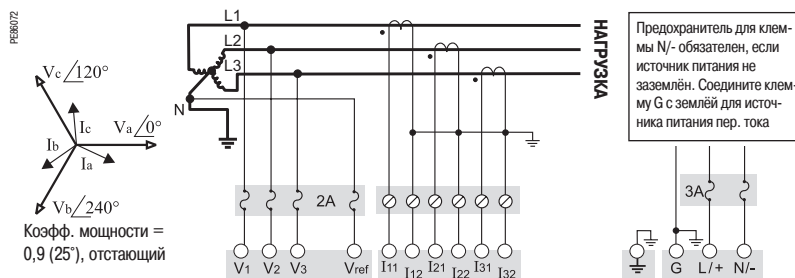 PE86072
L1
L2
L3
N
НАГРУЗКА
Vc/120°
Va/0°
Vb/240°
Ic
Ib
Ia
Коэфф. мощности =
0,9 (25°), отстающий
2A
V1 V2 V3 Vref I11 I12 I21 I22 I31 I32
Предохранитель для клем-
мы N/- обязателен, если
источник питания не
заземлён. Соедините клем-
му G с землёй для источ-
ника питания пер. тока
3A
G L/+ N/-